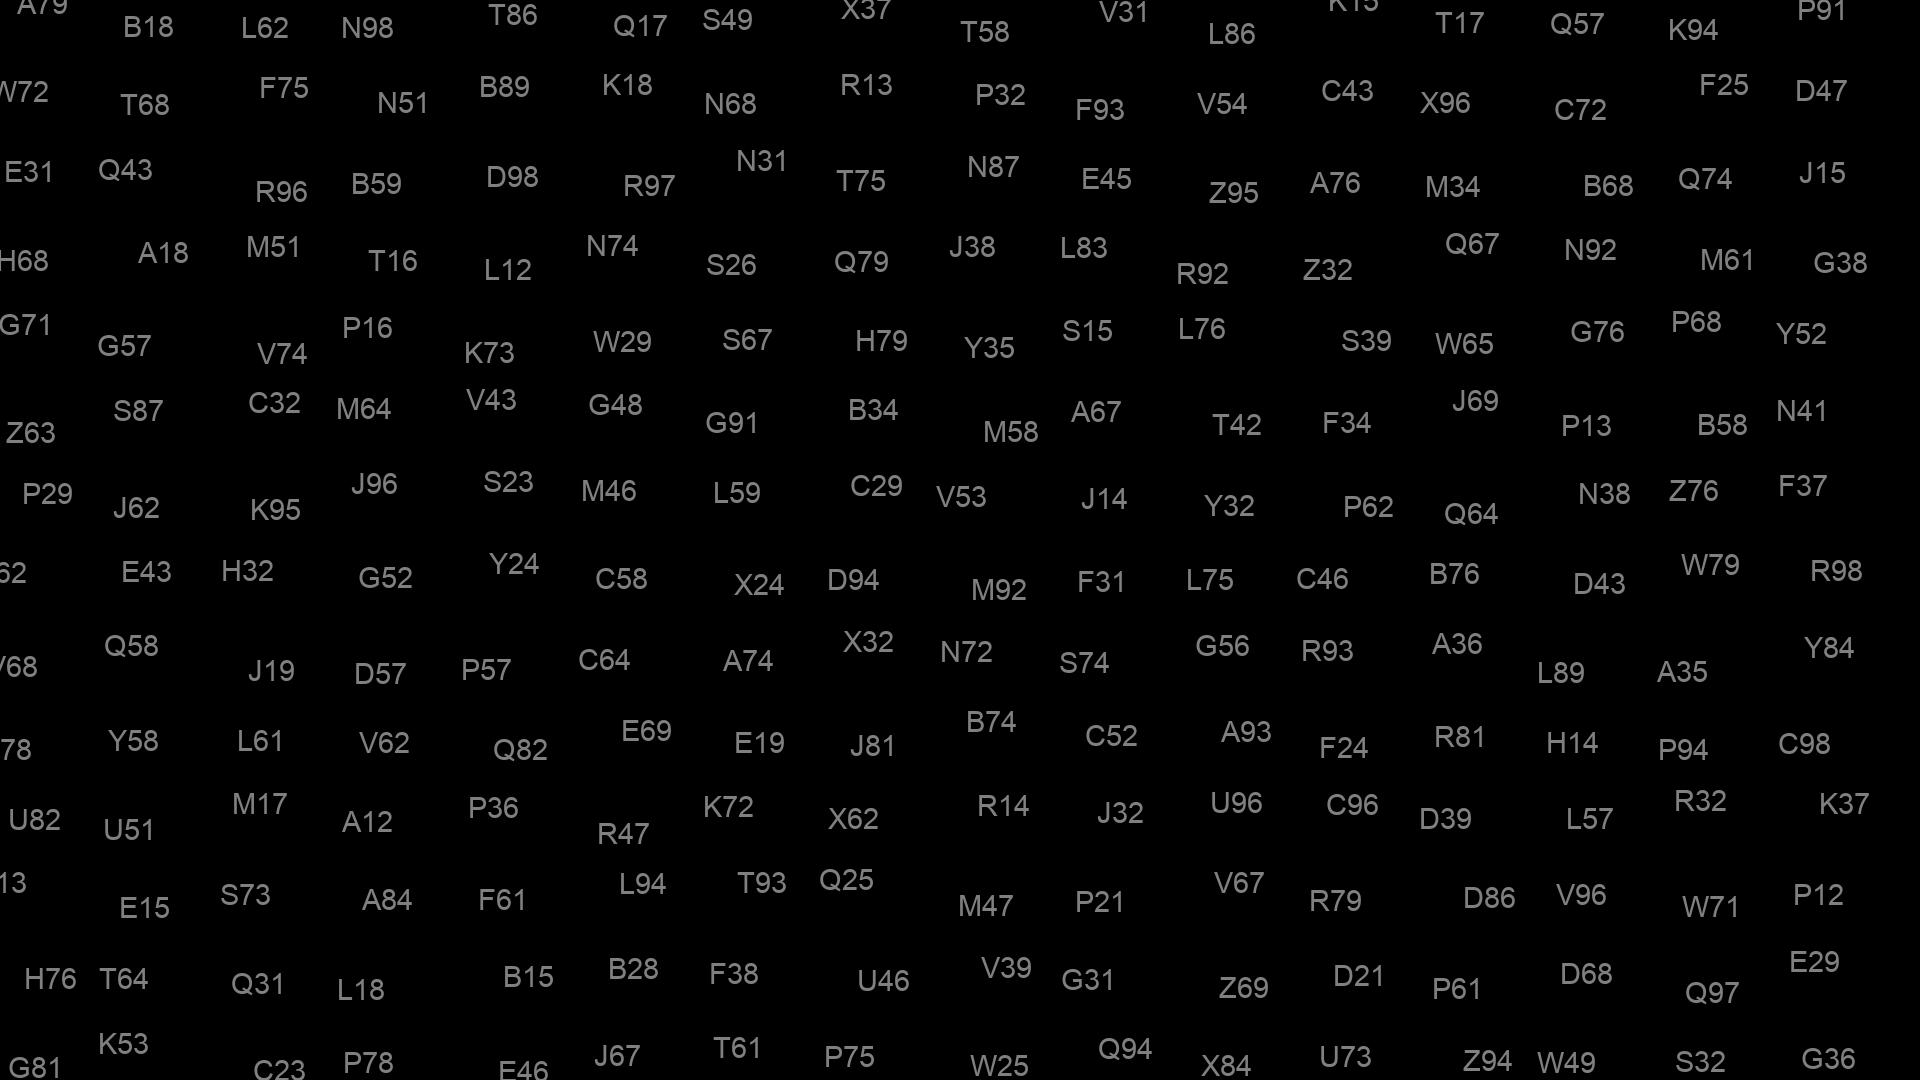 A79 B18 L62 N98 T86 Q17 S49 X37 T58 V31 L86 K15 T17 Q57 K94 P91
W72 T68 F75 N51 B89 K18 N68 R13 P32 F93 V54 C43 X96 C72 F25 D47
E31 Q43 R96 B59 D98 R97 N31 T75 N87 E45 Z95 A76 M34 B68 Q74 J15
H68 A18 M51 T16 L12 N74 S26 Q79 J38 L83 R92 Z32 Q67 N92 M61 G38
G71 G57 V74 P16 K73 W29 S67 H79 Y35 S15 L76 S39 W65 G76 P68 Y52
Z63 S87 C32 M64 V43 G48 G91 B34 M58 A67 T42 F34 J69 P13 B58 N41
P29 J62 K95 J96 S23 M46 L59 C29 V53 J14 Y32 P62 Q64 N38 Z76 F37
62 E43 H32 G52 Y24 C58 X24 D94 M92 F31 L75 C46 B76 D43 W79 R98
68 Q58 J19 D57 P57 C64 A74 X32 N72 S74 G56 R93 A36 L89 A35 Y84
78 Y58 L61 V62 Q82 E69 E19 J81 B74 C52 A93 F24 R81 H14 P94 C98
U82 U51 M17 A12 P36 R47 K72 X62 R14 J32 U96 C96 D39 L57 R32 K37
13 E15 S73 A84 F61 L94 T93 Q25 M47 P21 V67 R79 D86 V96 W71 P12
H76 T64 Q31 L18 B15 B28 F38 U46 V39 G31 Z69 D21 P61 D68 Q97 E29
G81 K53 C23 P78 E46 J67 T61 P75 W25 Q94 X84 U73 Z94 W49 S32 G36